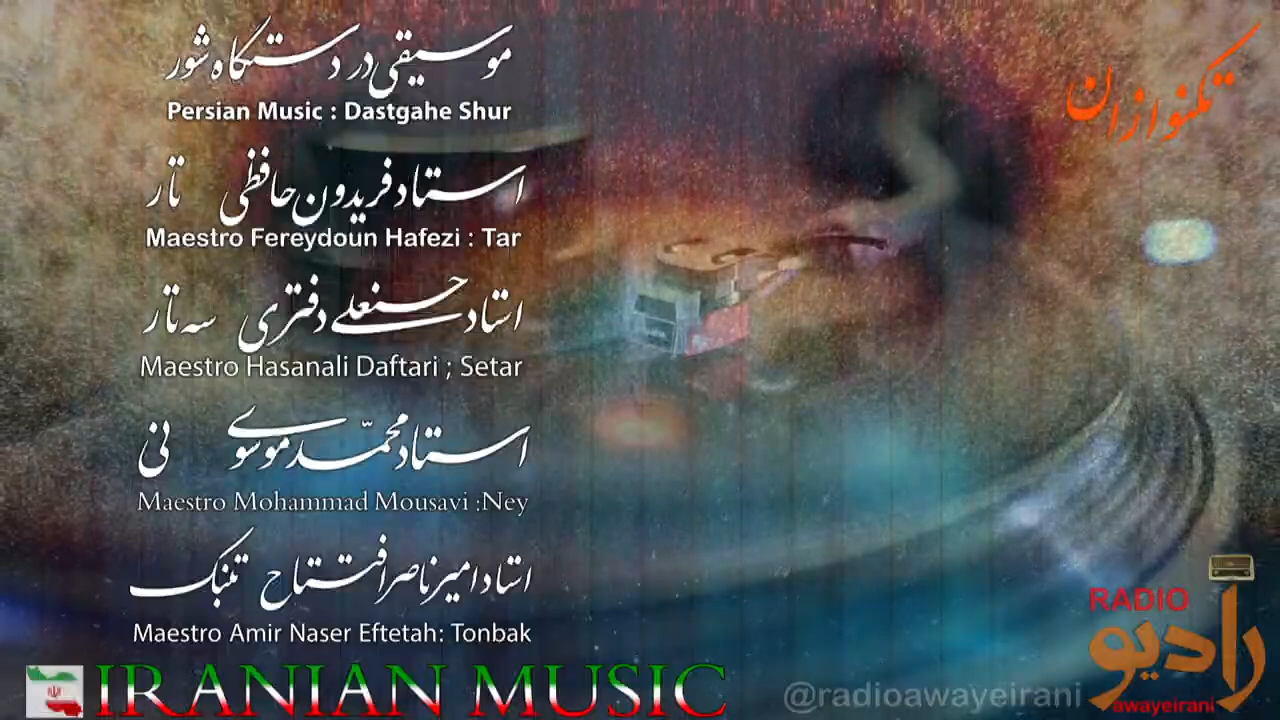 موسیقی در دستگاه شور
Persian Music : Dastgahe Shur
تکنوازان
استاد فریدون حافظی تار
Maestro Fereydoun Hafezi : Tar
استاد حسنعلی دفتری سه تار
Maestro Hasanali Daftari ; Setar
استاد محمّد موسوی نی
Maestro Mohammad Mousavi :Ney
استاد امیرناصر افتتاح تنبک
Maestro Amir Naser Eftetah: Tonbak
IRANIAN MUSIC
@radioawayeirani
RADIO
رادیو
awayeirani